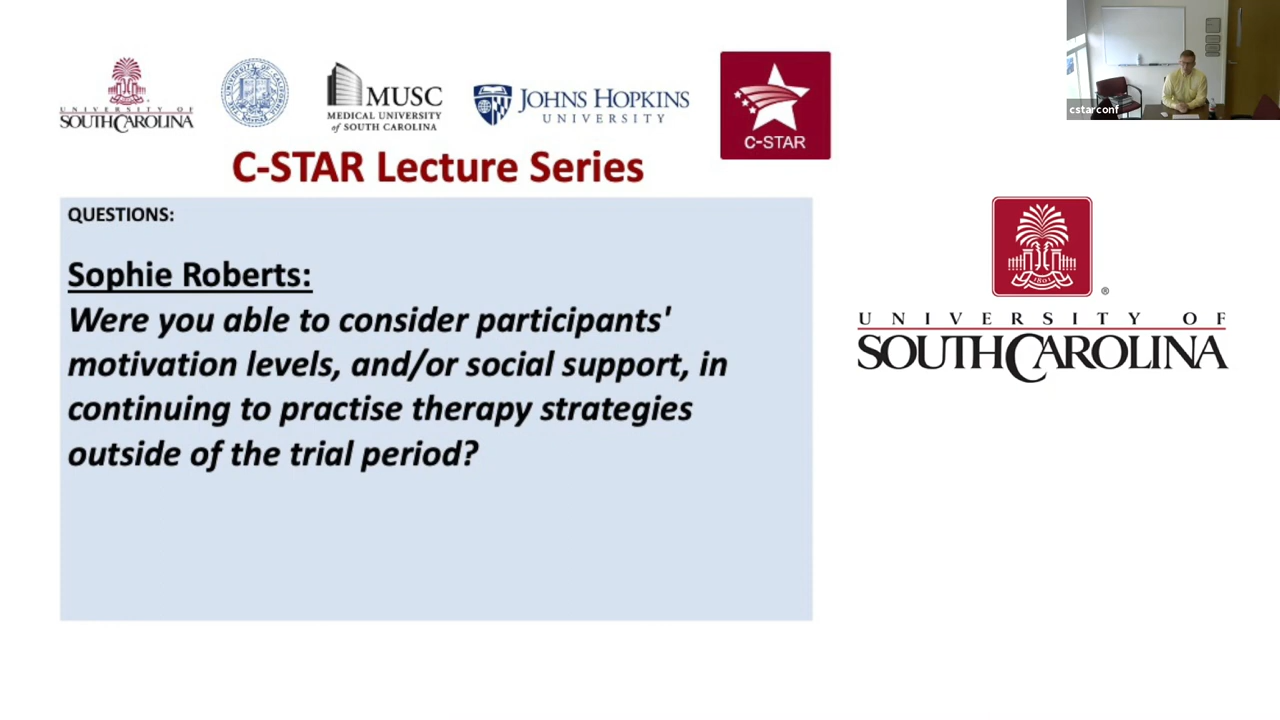 UNIVERSITY OF
SOUTH CAROLINA
MUSC
MEDICAL UNIVERSITY
of SOUTH CAROLINA
JOHNS HOPKINS
UNIVERSITY
C-STAR
cstarconf
C-STAR Lecture Series
QUESTIONS:
Sophie Roberts:
Were you able to consider participants'
motivation levels, and/or social support, in
continuing to practise therapy strategies
outside of the trial period?
1801
®
UNIVERSITY OF
SOUTH CAROLINA